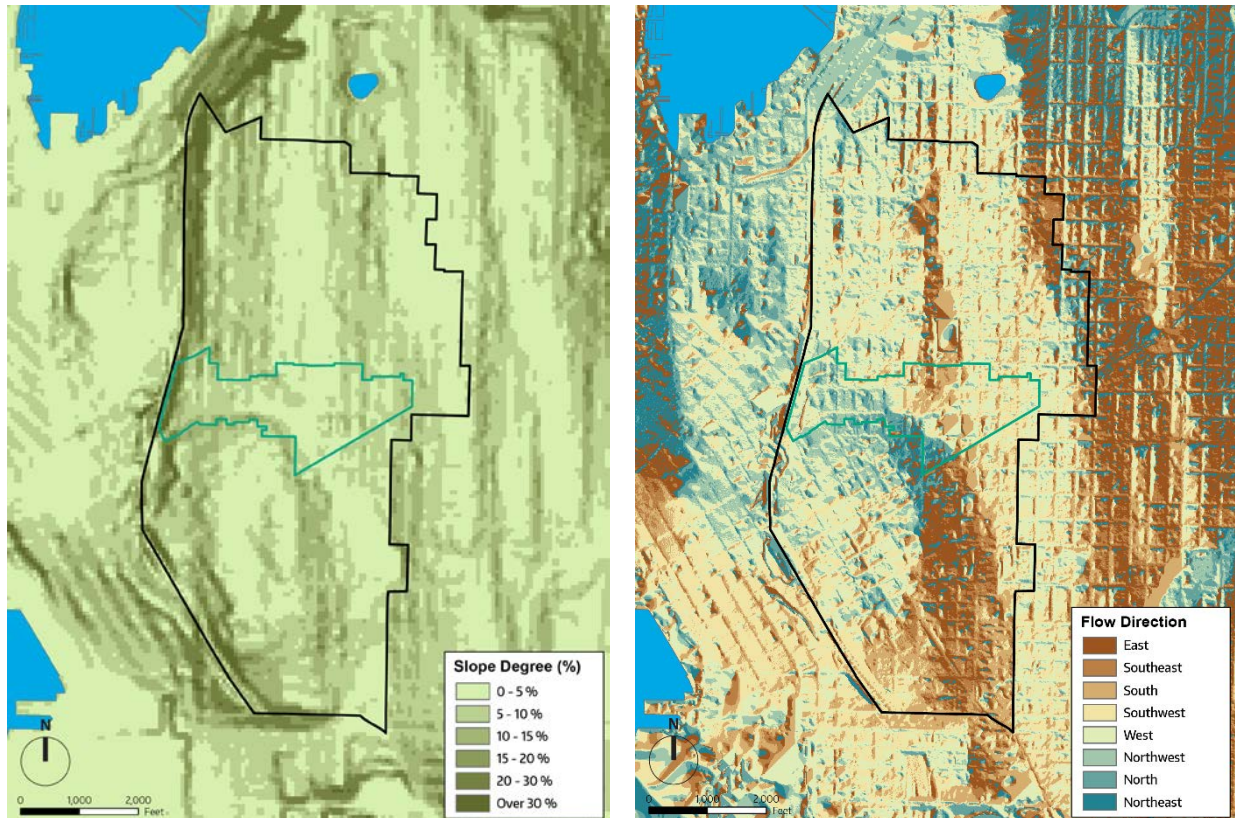 Slope Degree (%)
0 - 5 %
5 - 10 %
10 - 15%
15 - 20%
20 - 30 %
Over 30 %
N
0 1,000 2,000
Feet
Flow Direction
East
Southeast
South
Southwest
West
Northwest
North
Northeast
N
0 1,000 2,000
Feet